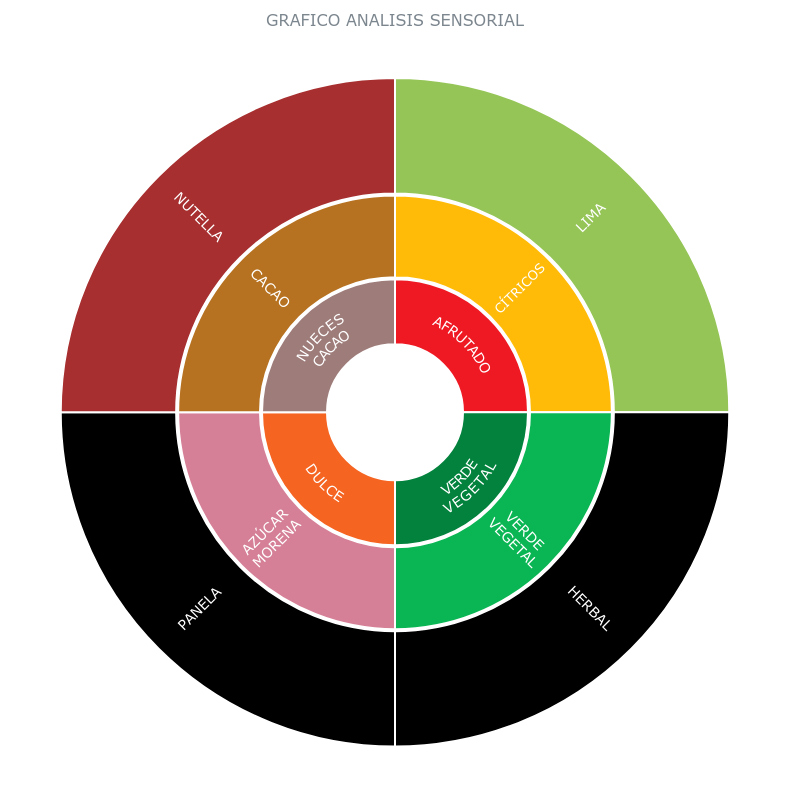 GRAFICO ANALISIS SENSORIAL
NUTELLA
LIMA
CACAO
CÍTRICOS
NUECES
CACAO
AFRUTADO
DULCE
VERDE
VEGETAL
AZÚCAR
MORENA
VERDE
VEGETAL
PANELA
HERBAL